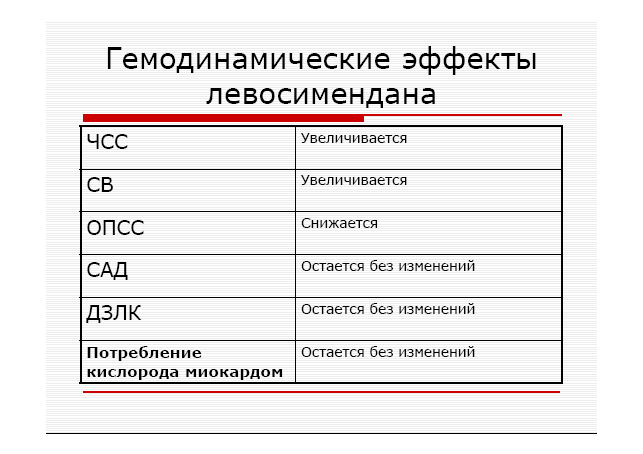 Гемодинамические эффекты
левосимендана
ЧСС
Увеличивается
СВ
Увеличивается
ОПСС
Снижается
САД
Остается без изменений
ДЗЛК
Остается без изменений
Потребление
кислорода миокардом
Остается без изменений